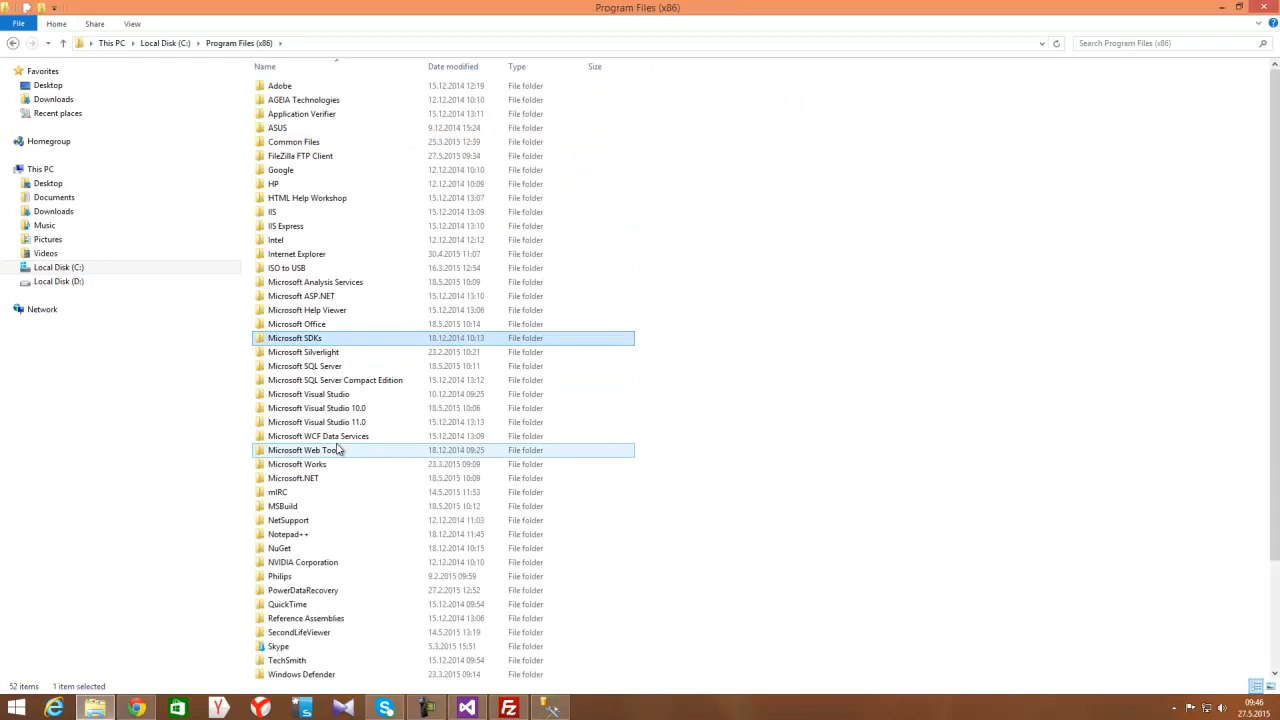 Program Files (x86)
File Home Share View
This PC Local Disk (C:) Program Files (x86) Search Program Files (x86)
Name Date modified Type Size
Favorites
Desktop
Downloads
Recent places
Homegroup
This PC
Desktop
Documents
Downloads
Music
Pictures
Videos
Local Disk (C:)
Local Disk (D:)
Network
Adobe 15.12.2014 12:19 File folder
AGEIA Technologies 12.12.2014 10:10 File folder
Application Verifier 15.12.2014 13:11 File folder
ASUS 9.12.2014 15:24 File folder
Common Files 25.3.2015 12:39 File folder
FileZilla FTP Client 27.5.2015 09:34 File folder
Google 12.12.2014 10:10 File folder
HP 12.12.2014 10:09 File folder
HTML Help Workshop 15.12.2014 13:07 File folder
IIS 15.12.2014 13:09 File folder
IIS Express 15.12.2014 13:10 File folder
Intel 12.12.2014 12:12 File folder
Internet Explorer 30.4.2015 11:07 File folder
ISO to USB 16.3.2015 12:54 File folder
Microsoft Analysis Services 18.5.2015 10:09 File folder
Microsoft ASP.NET 15.12.2014 13:10 File folder
Microsoft Help Viewer 15.12.2014 13:06 File folder
Microsoft Office 18.5.2015 10:14 File folder
Microsoft SDKs 18.12.2014 10:13 File folder
Microsoft Silverlight 23.2.2015 10:21 File folder
Microsoft SQL Server 18.5.2015 10:11 File folder
Microsoft SQL Server Compact Edition 15.12.2014 13:12 File folder
Microsoft Visual Studio 10.12.2014 09:25 File folder
Microsoft Visual Studio 10.0 18.5.2015 10:06 File folder
Microsoft Visual Studio 11.0 15.12.2014 13:13 File folder
Microsoft WCF Data Services 15.12.2014 13:09 File folder
Microsoft Web Too 18.12.2014 09:25 File folder
Microsoft Works 23.3.2015 09:09 File folder
Microsoft.NET 18.5.2015 10:09 File folder
mIRC 14.5.2015 11:53 File folder
MSBuild 18.5.2015 10:12 File folder
NetSupport 12.12.2014 11:03 File folder
Notepad++ 18.12.2014 11:45 File folder
NuGet 18.12.2014 10:15 File folder
NVIDIA Corporation 12.12.2014 10:10 File folder
Philips 9.2.2015 09:59 File folder
PowerDataRecovery 27.2.2015 12:52 File folder
QuickTime 15.12.2014 09:54 File folder
Reference Assemblies 15.12.2014 13:06 File folder
SecondLifeViewer 14.5.2015 13:19 File folder
Skype 5.3.2015 15:51 File folder
TechSmith 15.12.2014 09:54 File folder
Windows Defender 23.3.2015 09:14 File folder
52 items 1 item selected
09:46
27.5.2015